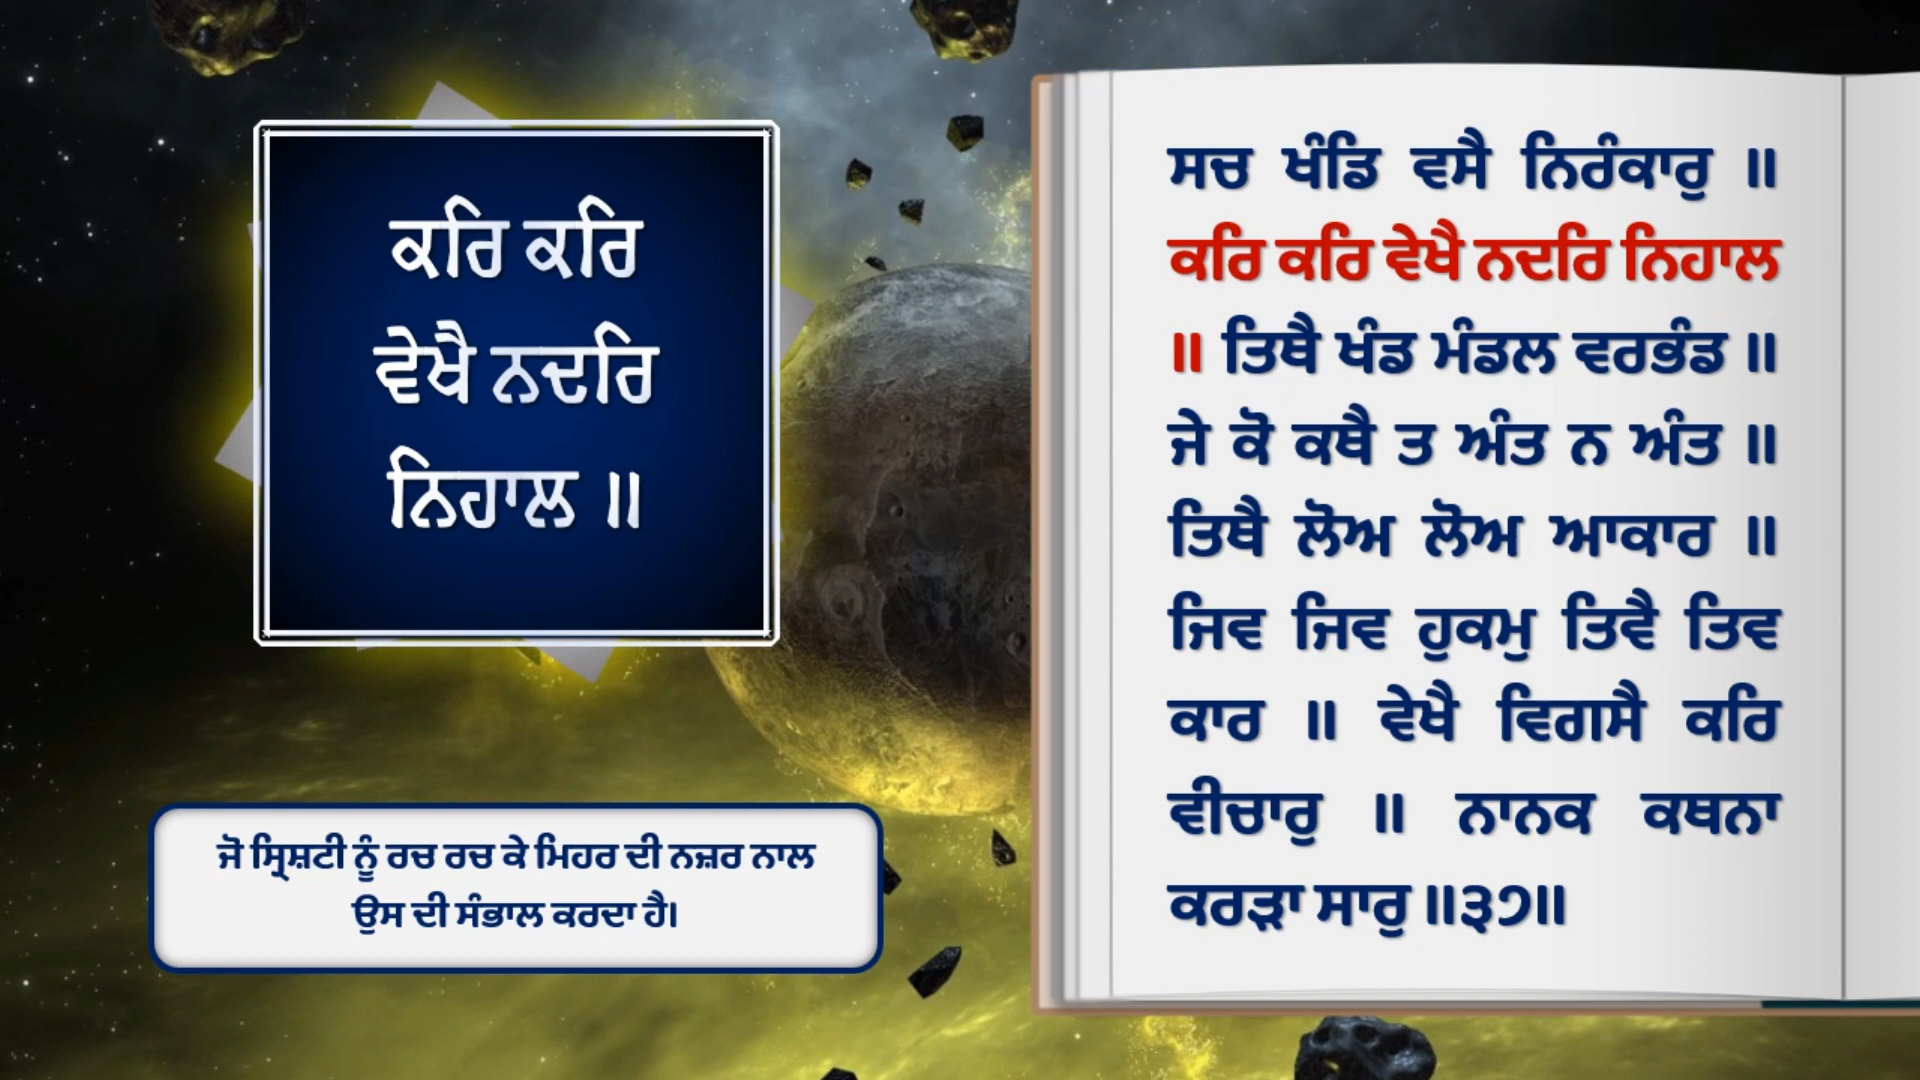 ਕਰਿ ਕਰਿ
ਵੇਖੈ ਨਦਰਿ
ਨਿਹਾਲ ॥
ਜੋ ਸ੍ਰਿਸ਼ਟੀ ਨੂੰ ਰਚ ਰਚ ਕੇ ਮਿਹਰ ਦੀ ਨਜ਼ਰ ਨਾਲ
ਉਸ ਦੀ ਸੰਭਾਲ ਕਰਦਾ ਹੈ।
ਸਚ ਖੰਡਿ ਵਸੈ ਨਿਰੰਕਾਰੁ ॥
ਕਰਿ ਕਰਿ ਵੇਖੈ ਨਦਰਿ ਨਿਹਾਲ
॥ ਤਿਥੈ ਖੰਡ ਮੰਡਲ ਵਰਭੰਡ ॥
ਜੇ ਕੋ ਕਥੈ ਤ ਅੰਤ ਨ ਅੰਤ ॥
ਤਿਥੈ ਲੋਅ ਲੋਅ ਆਕਾਰ ॥
ਜਿਵ ਜਿਵ ਹੁਕਮੁ ਤਿਵੈ ਤਿਵ
ਕਾਰ ॥ ਵੇਖੈ ਵਿਗਸੈ ਕਰਿ
ਵੀਚਾਰੁ ॥ ਨਾਨਕ ਕਥਨਾ
ਕਰੜਾ ਸਾਰੁ ॥੩੭॥